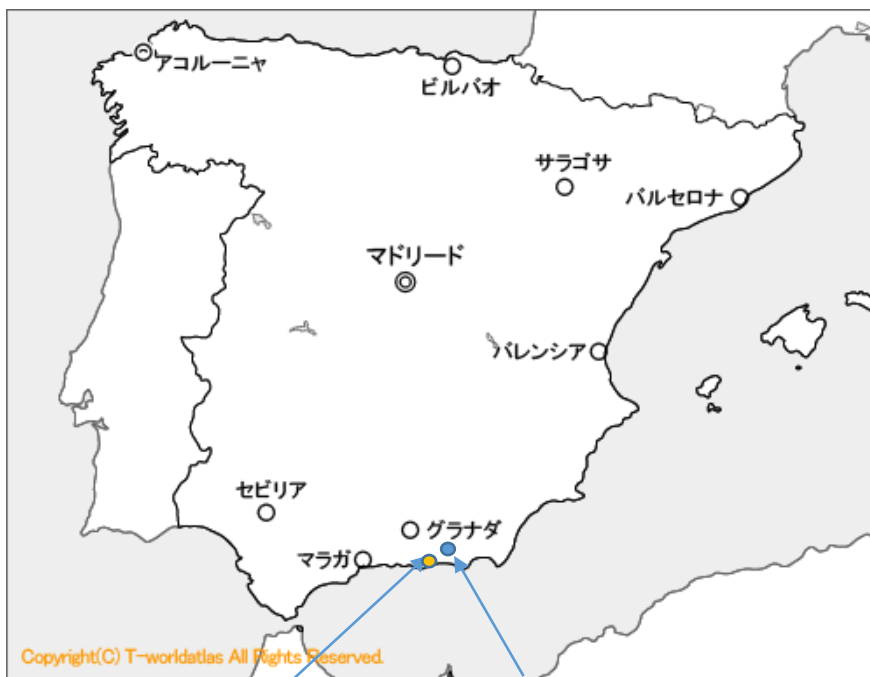 アコルーニャ
ビルバオ
サラゴサ
バルセロナ
マドリード
バレンシア
セビリア
グラナダ
マラガ
Copyright(C) T-worldatlas All Rights Reserved.